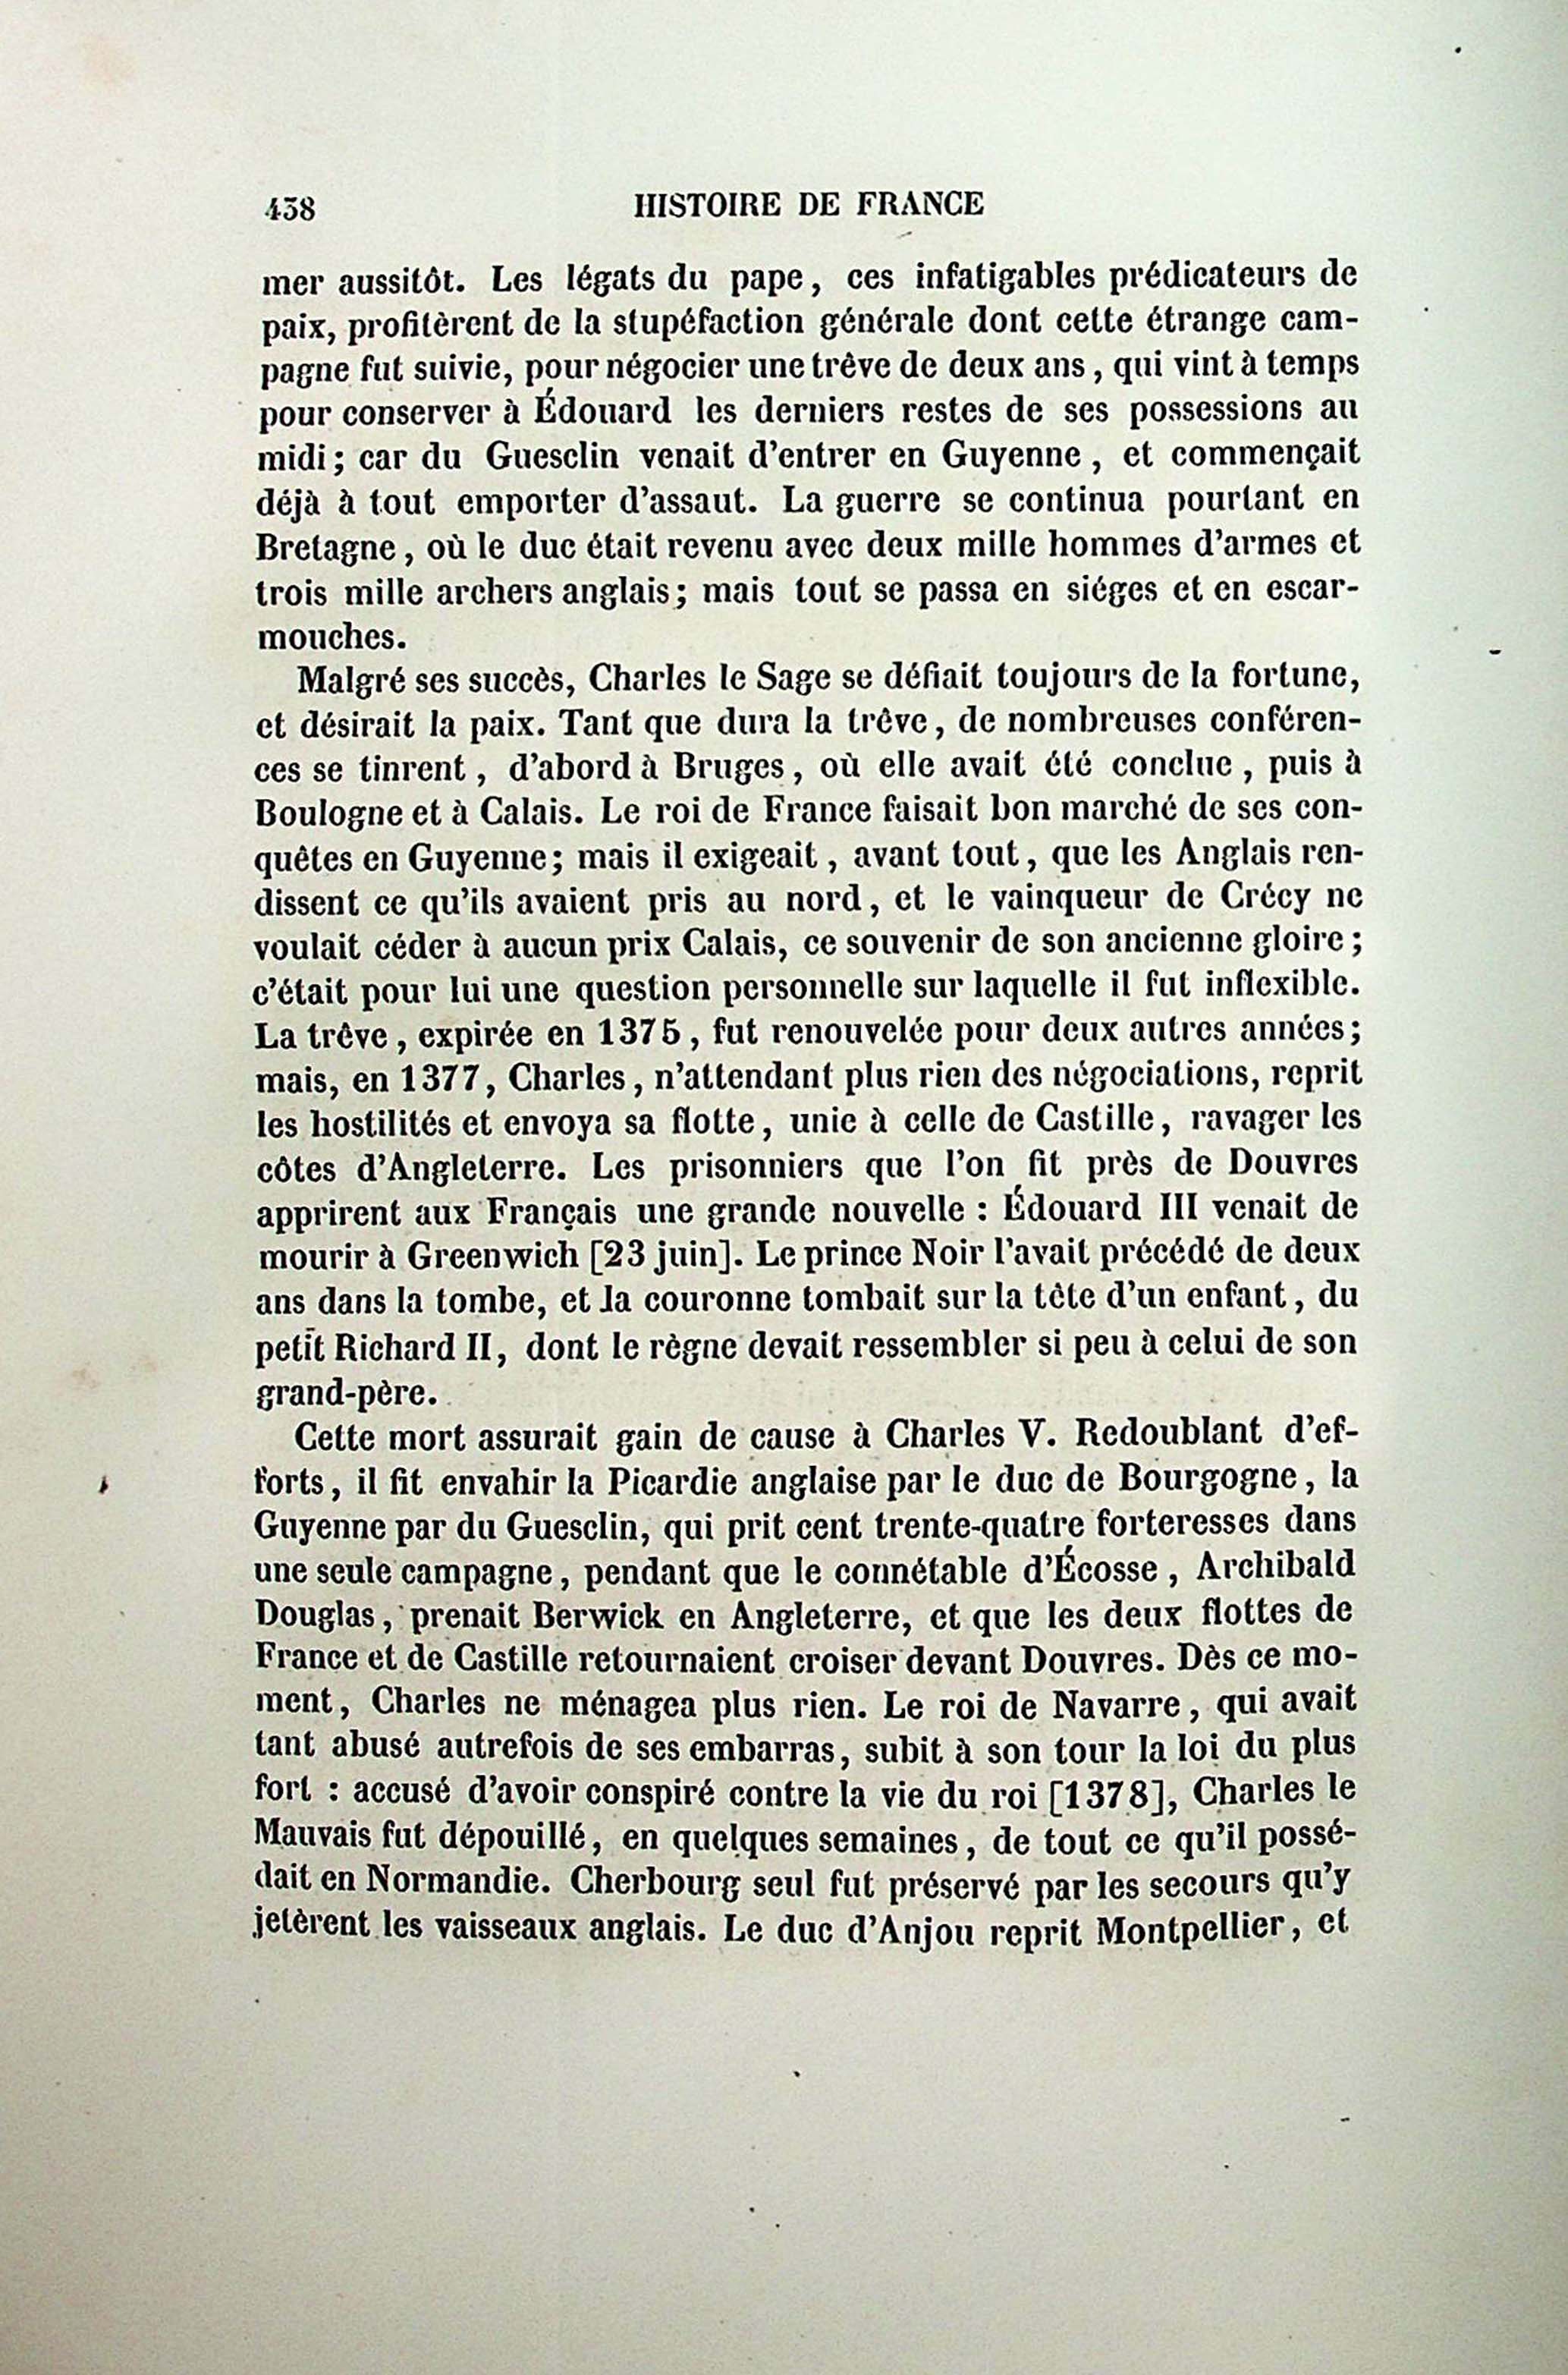 438 HISTOIRE DE FRANCE
mer aussitôt. Les légats du pape, ces infatigables prédicateurs de
paix, profitèrent de la stupéfaction générale dont cette étrange cam-
pagne fut suivie, pour négocier une trêve de deux ans, qui vint à temps
pour conserver à Édouard les derniers restes de ses possessions au
midi; car du Guesclin venait d'entrer en Guyenne, et commençait
déjà à tout emporter d'assaut. La guerre se continua pourtant en
Bretagne, où le duc était revenu avec deux mille hommes d'armes et
trois mille archers anglais; mais tout se passa en siéges et en escar-
mouches.
Malgré ses succès, Charles le Sage se défiait toujours de la fortune,
et désirait la paix. Tant que dura la trêve, de nombreuses conféren-
ces se tinrent, d'abord à Bruges, où elle avait été conclue, puis à
Boulogne et à Calais. Le roi de France faisait bon marché de ses con-
quêtes en Guyenne; mais il exigeait, avant tout, que les Anglais ren-
dissent ce qu'ils avaient pris au nord, et le vainqueur de Crécy ne
voulait céder à aucun prix Calais, ce souvenir de son ancienne gloire;
c'était pour lui une question personnelle sur laquelle il fut inflexible.
La trêve, expirée en 1375, fut renouvelée pour deux autres années;
mais, en 1377, Charles, n'attendant plus rien des négociations, reprit
les hostilités et envoya sa flotte, unie à celle de Castille, ravager les
côtes d'Angleterre. Les prisonniers que l'on fit près de Douvres
apprirent aux Français une grande nouvelle : Édouard III venait de
mourir à Greenwich [23 juin]. Le prince Noir l'avait précédé de deux
ans dans la tombe, et la couronne tombait sur la tête d'un enfant, du
petit Richard II, dont le règne devait ressembler si peu à celui de son
grand-père.
Cette mort assurait gain de cause à Charles V. Redoublant d'ef-
forts, il fit envahir la Picardie anglaise par le duc de Bourgogne, la
Guyenne par du Guesclin, qui prit cent trente-quatre forteresses dans
une seule campagne, pendant que le connétable d'Écosse, Archibald
Douglas, prenait Berwick en Angleterre, et que les deux flottes de
France et de Castille retournaient croiser devant Douvres. Dès ce mo-
ment, Charles ne ménagea plus rien. Le roi de Navarre, qui avait
tant abusé autrefois de ses embarras, subit à son tour la loi du plus
fort : accusé d'avoir conspiré contre la vie du roi [1378], Charles le
Mauvais fut dépouillé, en quelques semaines, de tout ce qu'il possé-
dait en Normandie. Cherbourg seul fut préservé par les secours qu'y
jetèrent les vaisseaux anglais. Le duc d'Anjou reprit Montpellier, et